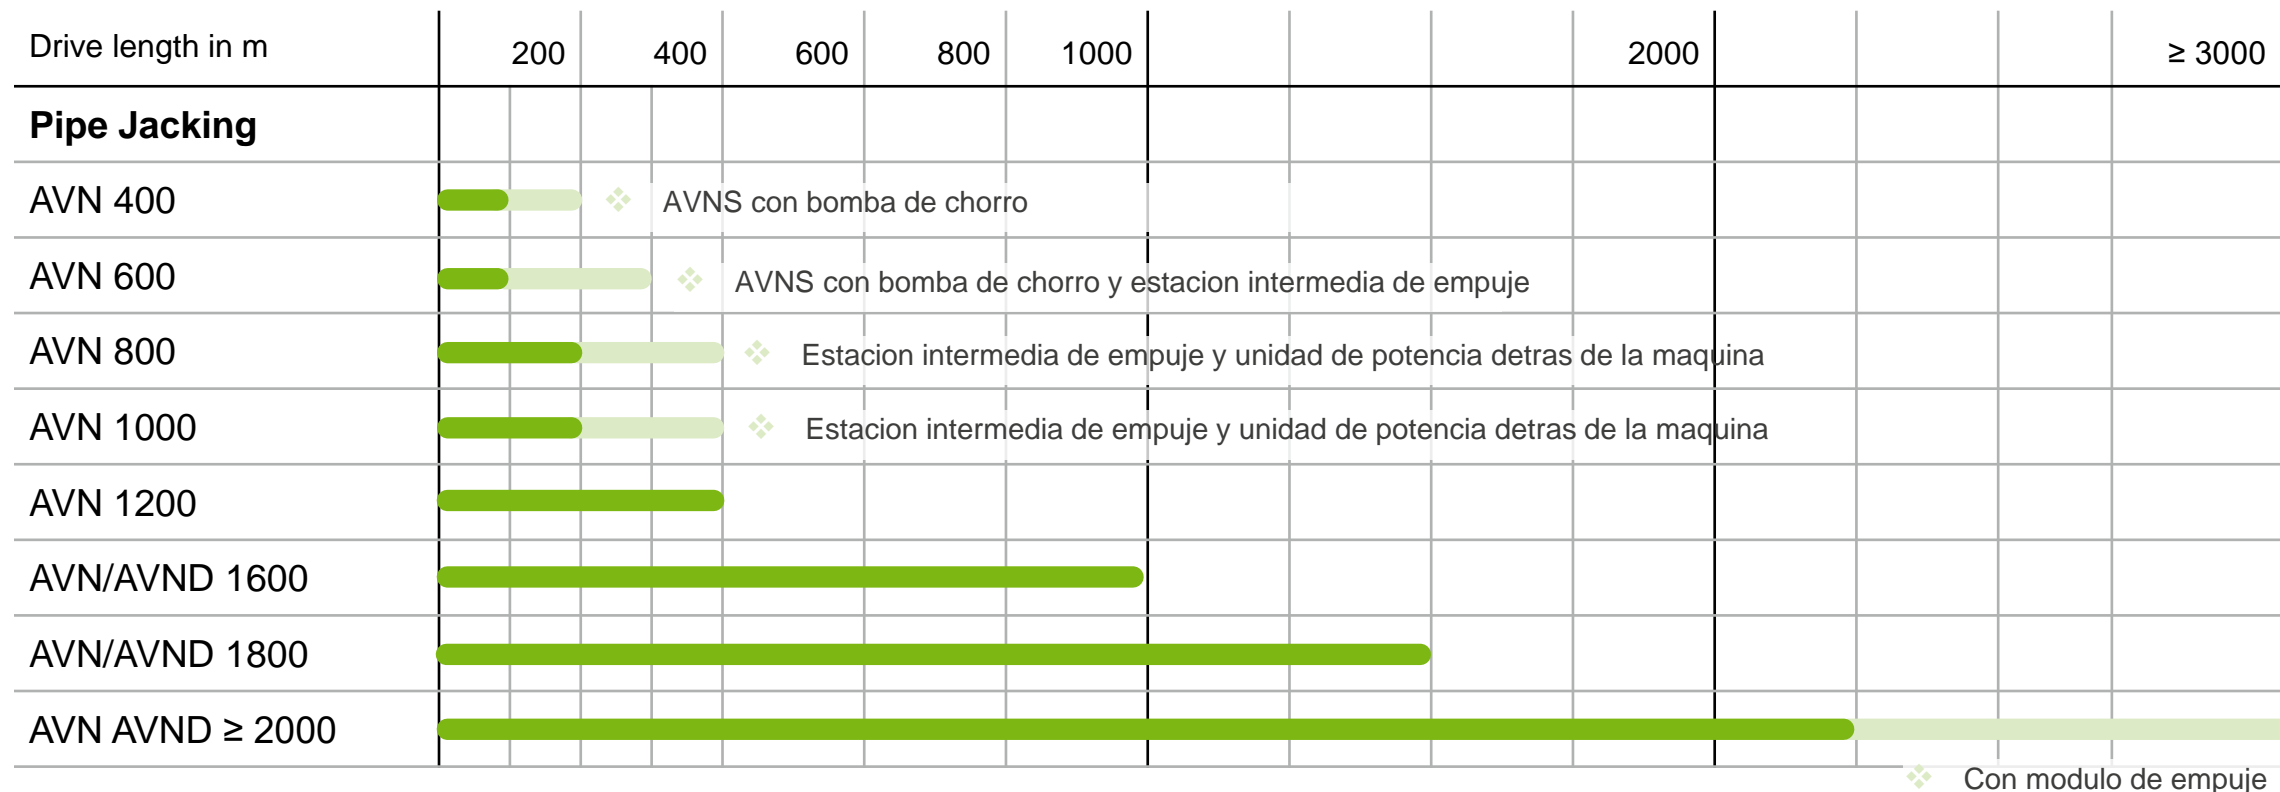 Drive length in m 200 400 600 800 1000 2000 ≥ 3000
Pipe Jacking
AVN 400 AVNS con bomba de chorro
AVN 600 AVNS con bomba de chorro y estacion intermedia de empuje
AVN 800 Estacion intermedia de empuje y unidad de potencia detras de la maquina
AVN 1000 Estacion intermedia de empuje y unidad de potencia detras de la maquina
AVN 1200
AVN/AVND 1600
AVN/AVND 1800
AVN AVND ≥ 2000
Con modulo de empuje